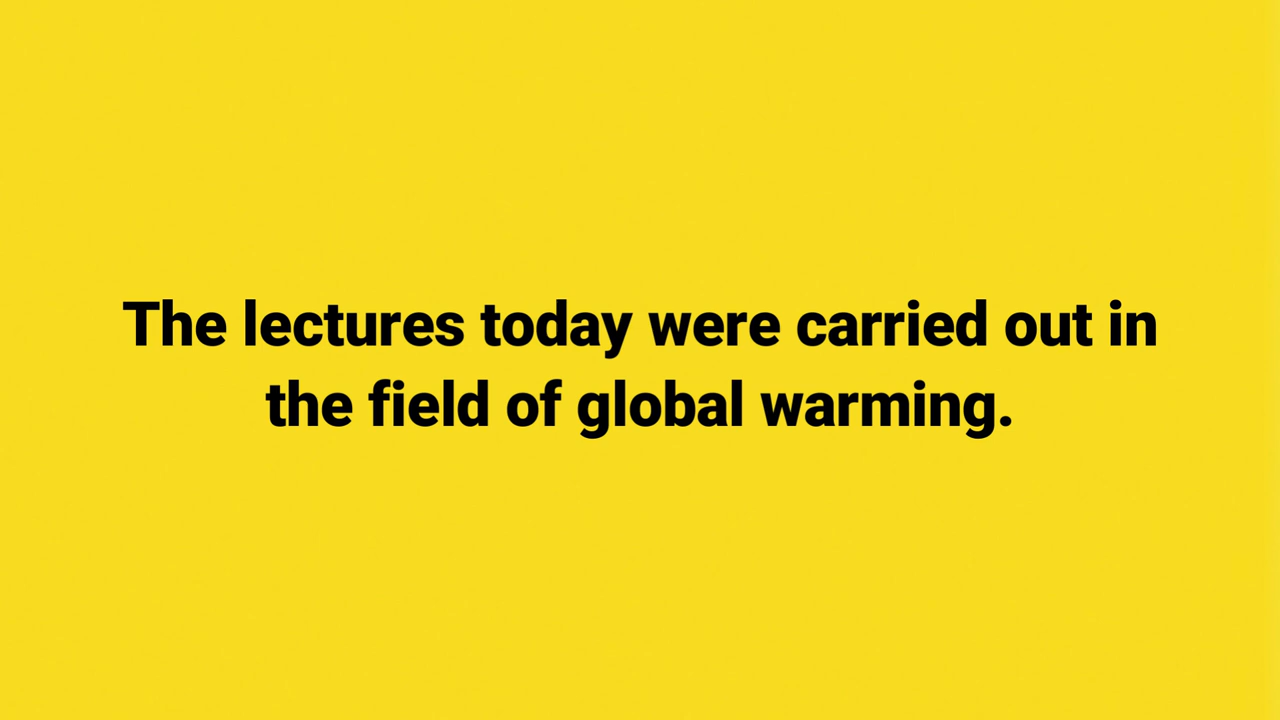 The lectures today were carried out in
the field of global warming.